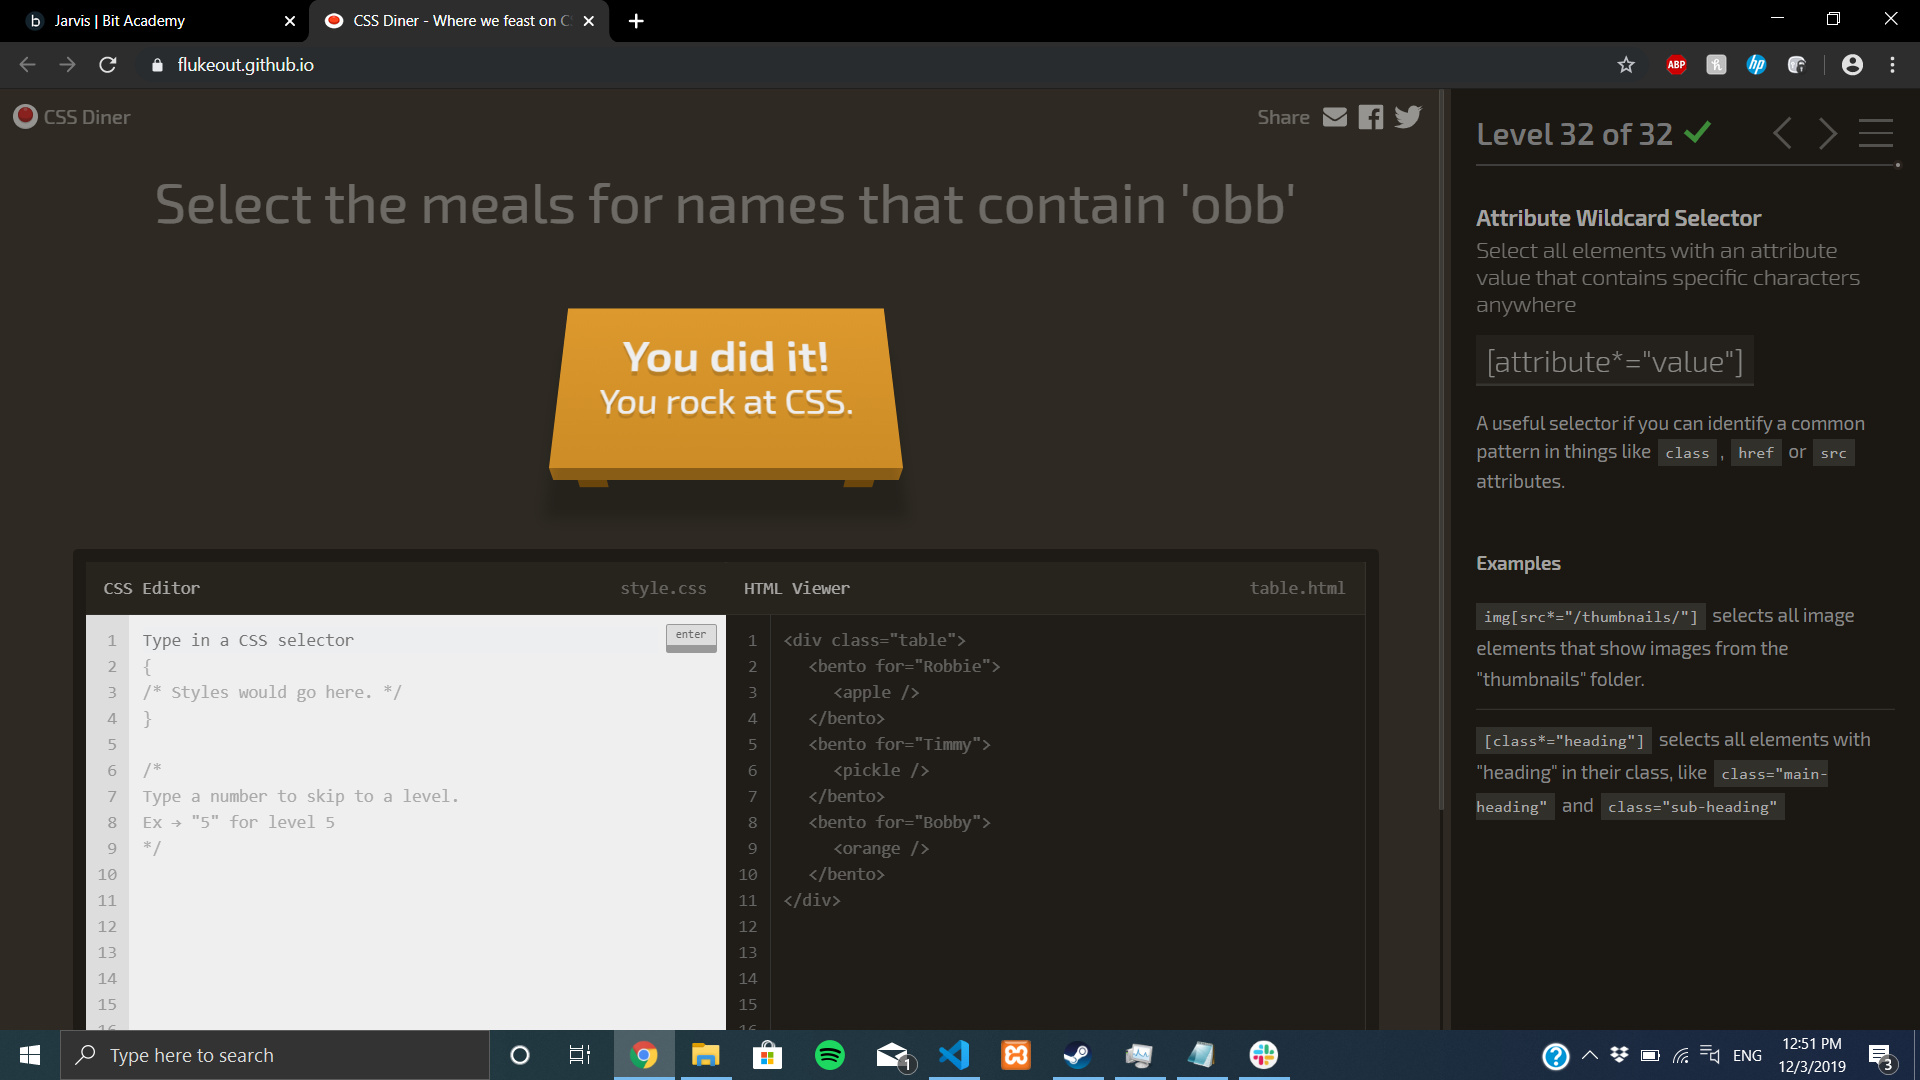 Jarvis | Bit Academy
CSS Diner - Where we feast on C
flukeout.github.io
ABP
hp
CSS Diner
Share
Select the meals for names that contain 'obb'
You did it!
You rock at CSS.
CSS Editor
style.css
HTML Viewer
table.html
1 Type in a CSS selector
enter
2 {
3 /* Styles would go here. */
4 }
5
6 /*
7 Type a number to skip to a level.
8 Ex → "5" for level 5
9 */
10
11
12
13
14
15
16
1 <div class="table">
2 <bento for="Robbie">
3 <apple />
4 </bento>
5 <bento for="Timmy">
6 <pickle />
7 </bento>
8 <bento for="Bobby">
9 <orange />
10 </bento>
11 </div>
12
13
14
15
16
Level 32 of 32
Attribute Wildcard Selector
Select all elements with an attribute
value that contains specific characters
anywhere
[attribute*="value"]
A useful selector if you can identify a common
pattern in things like class , href or src
attributes.
Examples
img[src*="/thumbnails/"] selects all image
elements that show images from the
"thumbnails" folder.
[class*="heading"] selects all elements with
"heading" in their class, like class="main-
heading" and class="sub-heading"
Type here to search
1
ENG
12:51 PM
12/3/2019
3